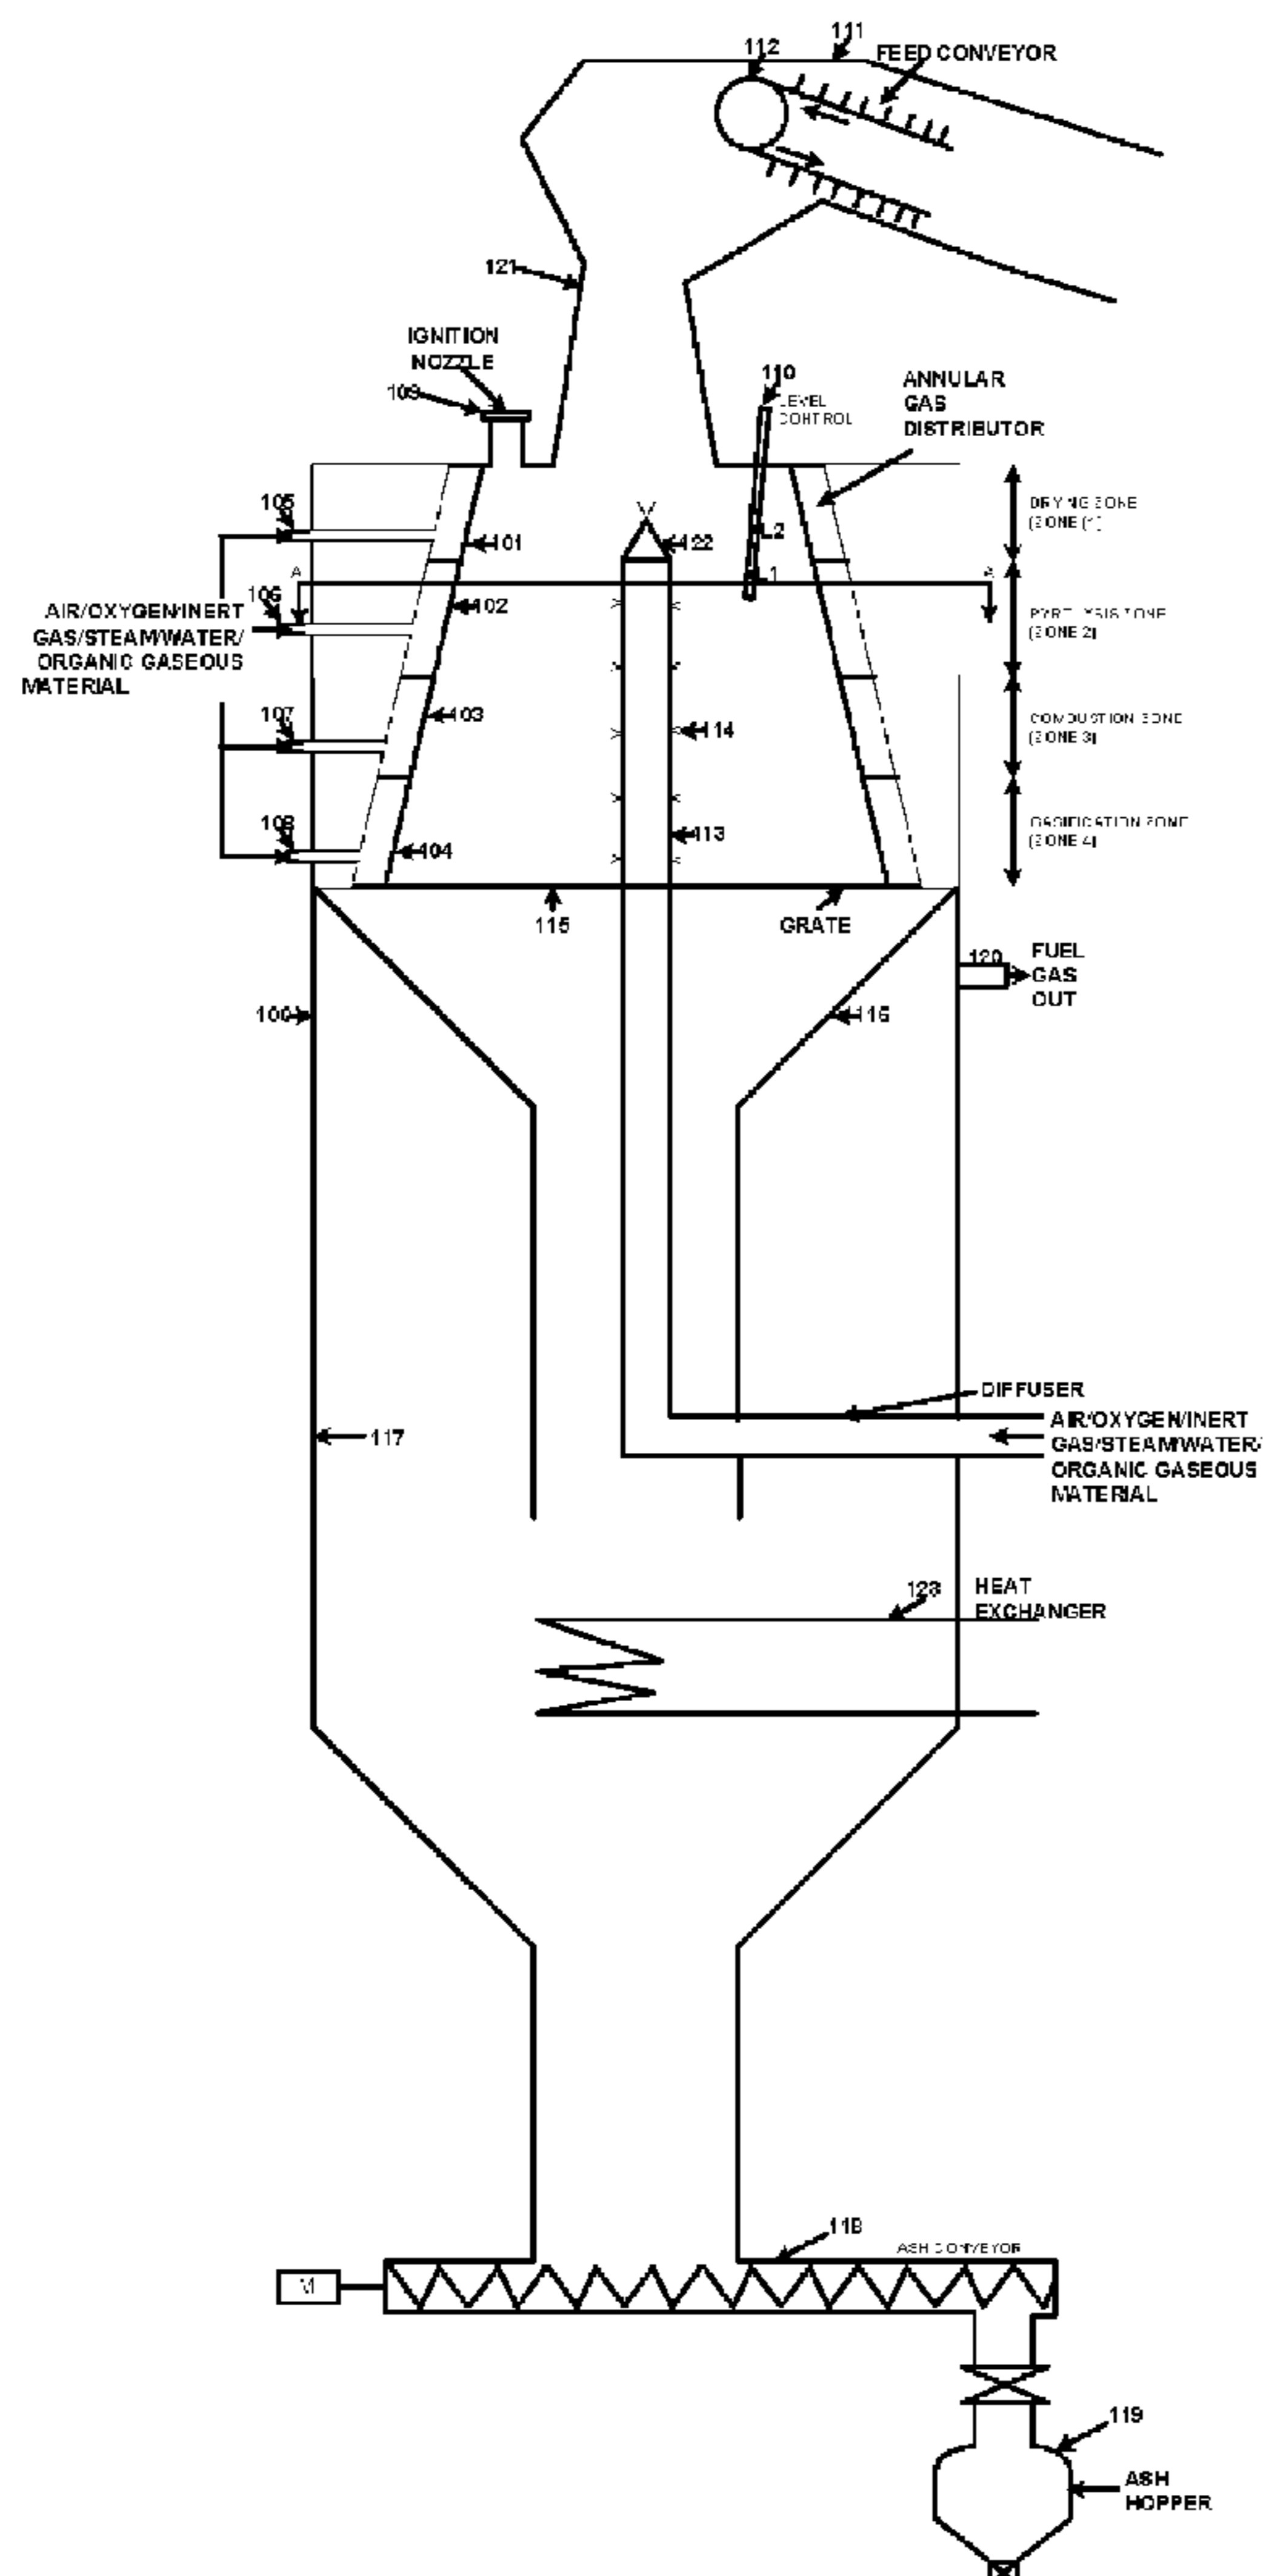 111
112
FEED CONVEYOR
121
IGNITION
NOZZLE
109
110
LEVEL
CONTROL
ANNULAR
GAS
DISTRIBUTOR
105
101
122
L2
L1
DRYING ZONE
(ZONE (1)
A
A
106
102
AIR/OXYGEN/INERT
GAS/STEAM/WATER/
ORGANIC GASEOUS
MATERIAL
PYROLYSIS ZONE
(ZONE 2)
107
103
114
COMBUSTION ZONE
(ZONE 3)
108
104
113
GASIFICATION ZONE
(ZONE 4)
115
GRATE
120
FUEL
GAS
OUT
100
116
DIFFUSER
117
AIR/OXYGEN/INERT
GAS/STEAM/WATER/
ORGANIC GASEOUS
MATERIAL
123
HEAT
EXCHANGER
118
ASH CONVEYOR
M
119
ASH
HOPPER